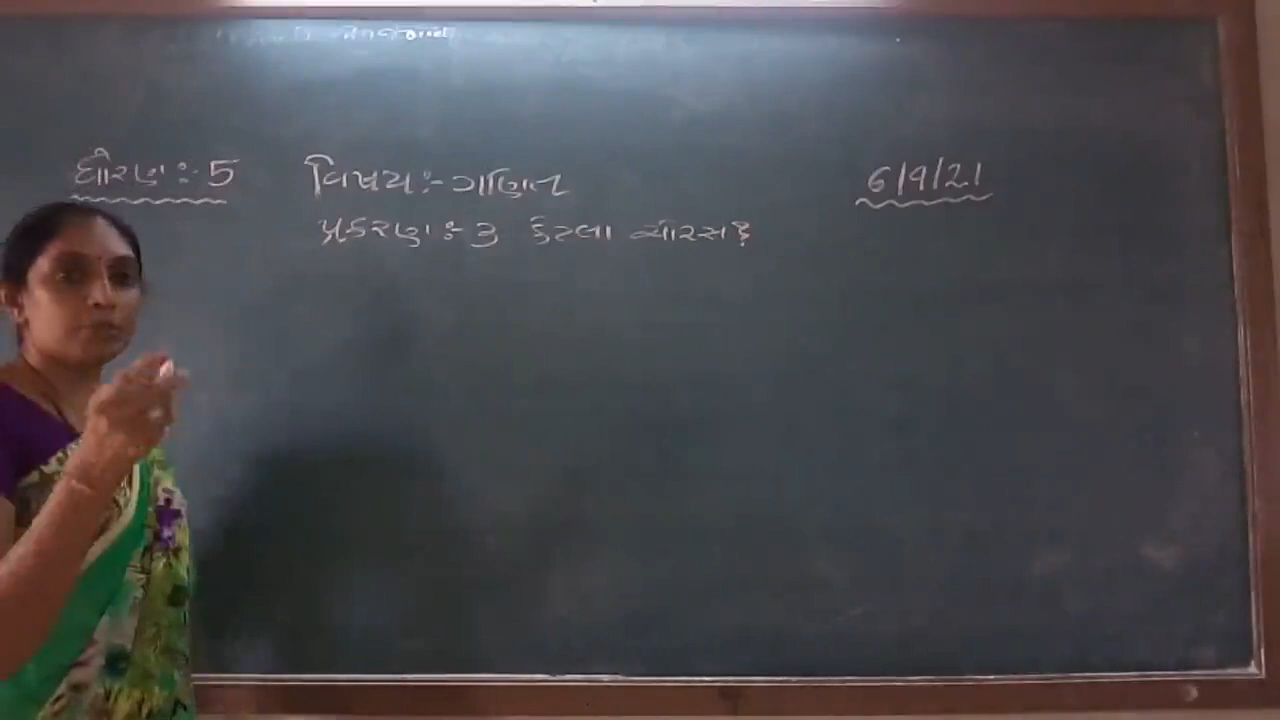 ધોરણ :- 5 વિષય :- ગણિત 6/9/21
પ્રકરણ :- 3 કેટલા ચોરસ?